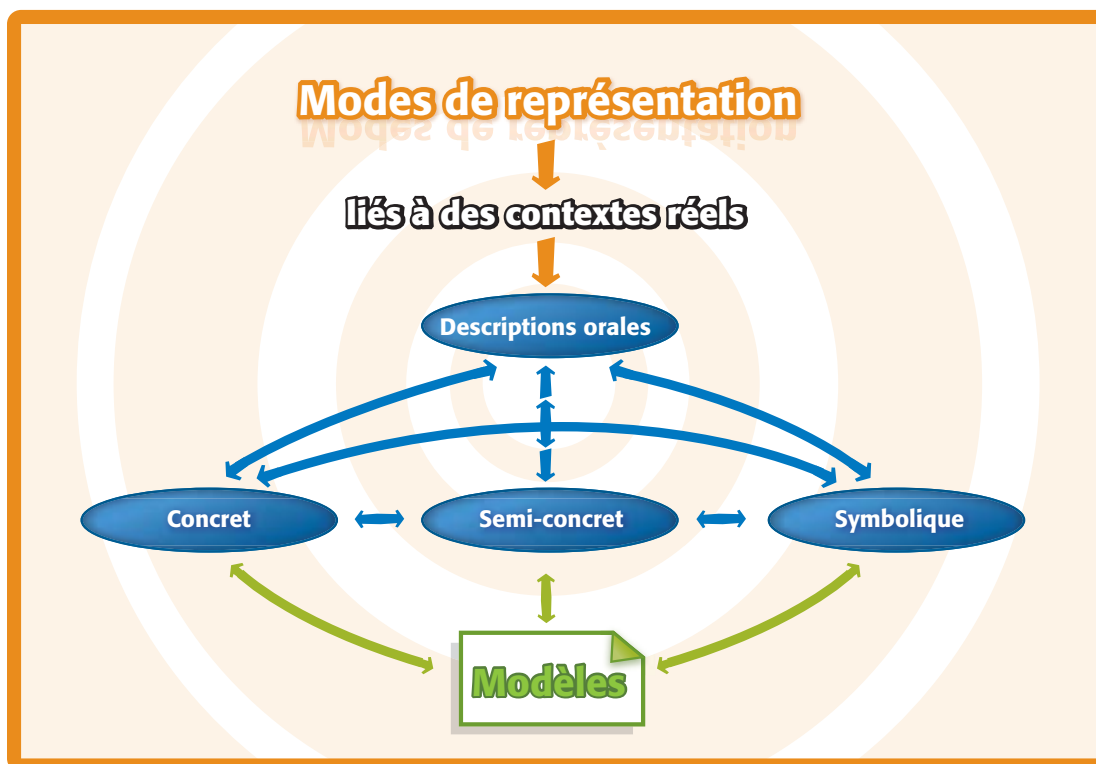 Modes de représentation
liés à des contextes réels
Descriptions orales
Concret
Semi-concret
Symbolique
Modèles